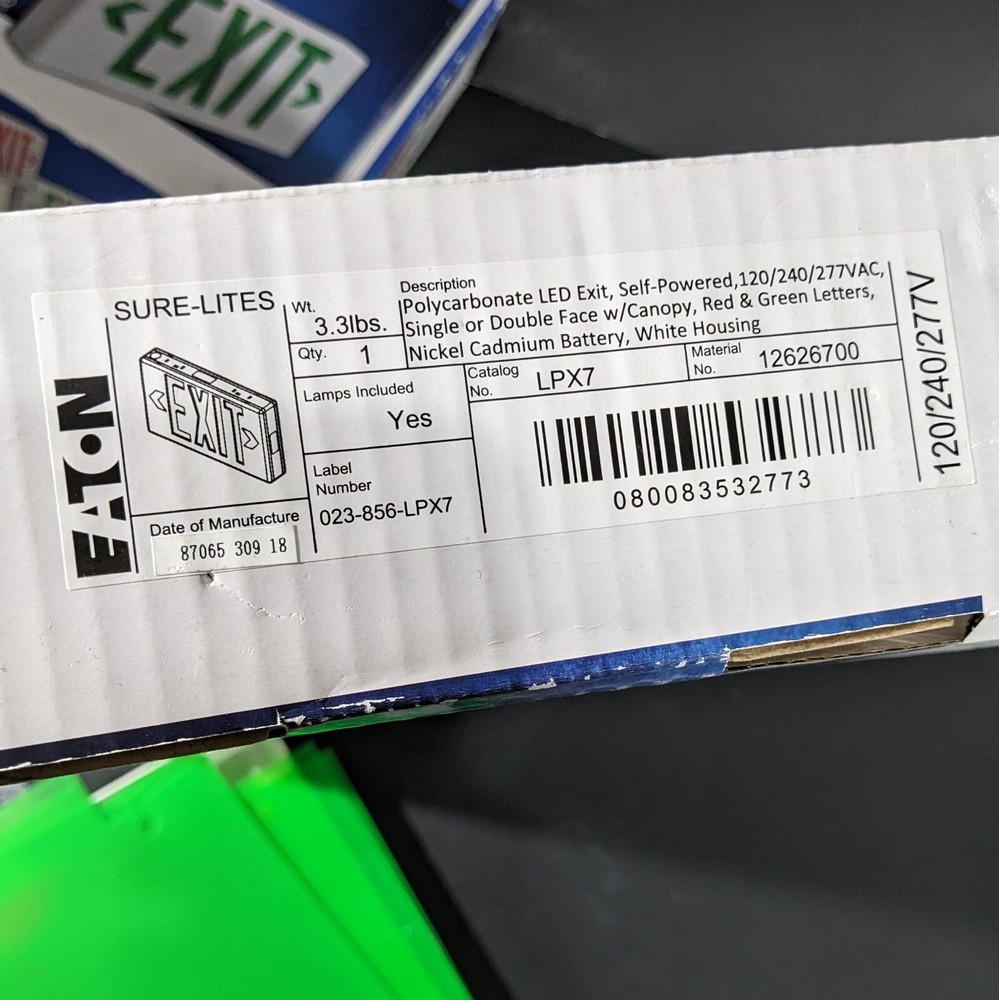 EXIT
EAT•N
SURE-LITES
EXIT
Date of Manufacture
87065 309 18
Wt.
3.3lbs.
Qty. 1
Lamps Included
Yes
Label
Number
023-856-LPX7
Description
Polycarbonate LED Exit, Self-Powered,120/240/277VAC,
Single or Double Face w/Canopy, Red & Green Letters,
Nickel Cadmium Battery, White Housing
Catalog
No. LPX7
Material
No. 12626700
080083532773
120/240/277V